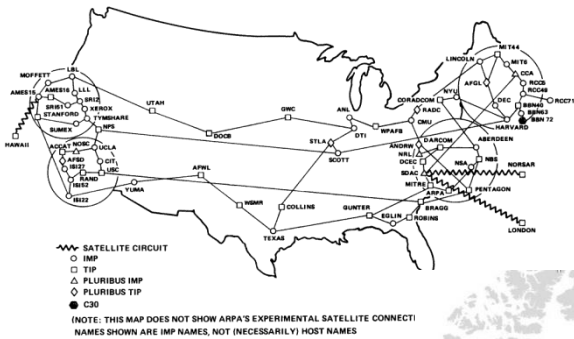 MOFFETT
LBL
AMES15
AMES16
LLL
SRI2
SRI51
XEROX
STANFORD
TYMSHARE
SUMEX
NPS
HAWAII
ACCAT
NOSC
UCLA
AFSD
CIT
ISI27
USC
RAND
ISI52
ISI22
YUMA
UTAH
DOCB
GWC
AFWL
WSMR
TEXAS
COLLINS
ANL
DTI
STLA
SCOTT
WPAFB
GUNTER
EGLIN
ROBINS
BRAGG
LINCOLN
MIT44
MIT6
CCA
RCC5
RCC49
RCC71
AFGL
DEC
BBN40
BBN63
BBN 72
HARVARD
NYU
CORADCOM
RADC
CMU
ABERDEEN
ANDRW
DARCOM
NRL
DCEC
NSA
NBS
SDAC
NORSAR
MITRE
ARPA
PENTAGON
LONDON
SATELLITE CIRCUIT
IMP
TIP
PLURIBUS IMP
PLURIBUS TIP
C30
(NOTE: THIS MAP DOES NOT SHOW ARPA'S EXPERIMENTAL SATELLITE CONNECTI
NAMES SHOWN ARE IMP NAMES, NOT (NECESSARILY) HOST NAMES